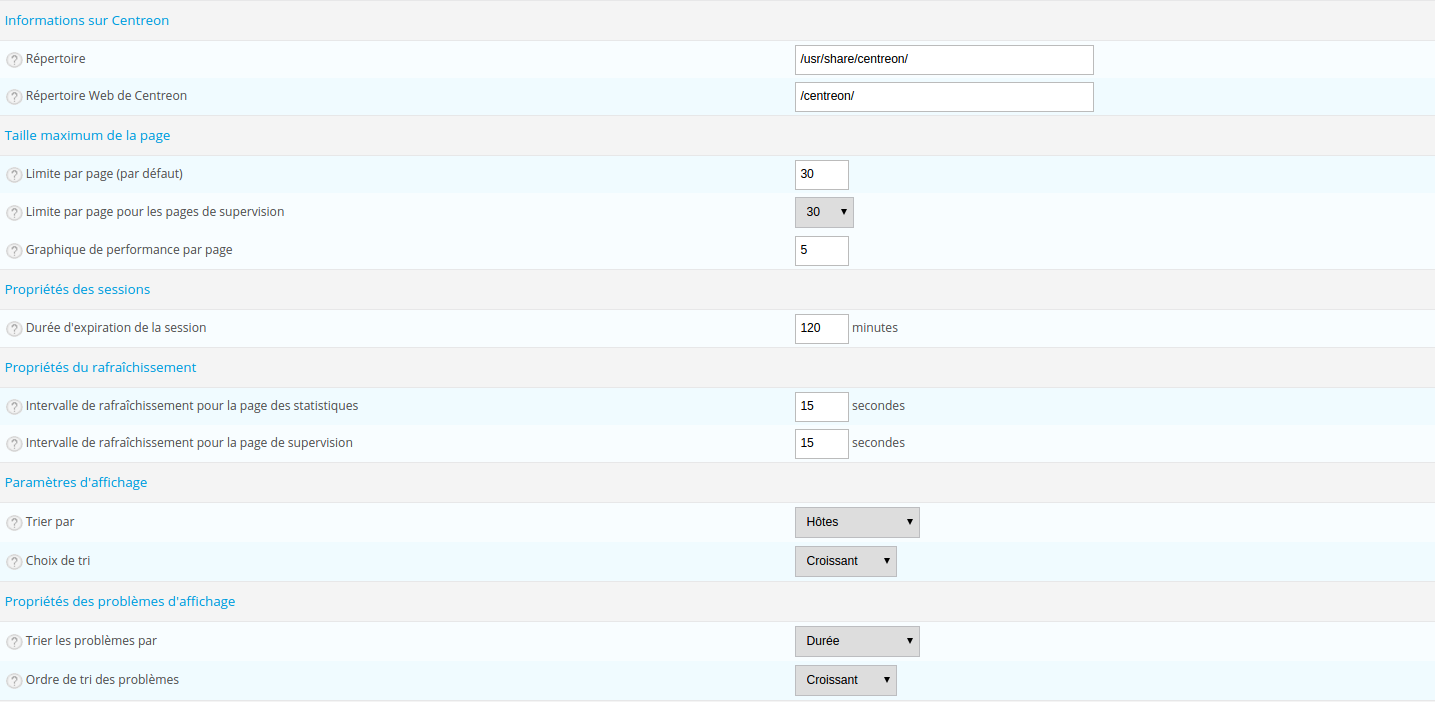 Informations sur Centreon
Répertoire /usr/share/centreon/
Répertoire Web de Centreon /centreon/
Taille maximum de la page
Limite par page (par défaut) 30
Limite par page pour les pages de supervision 30
Graphique de performance par page 5
Propriétés des sessions
Durée d'expiration de la session 120 minutes
Propriétés du rafraîchissement
Intervalle de rafraîchissement pour la page des statistiques 15 secondes
Intervalle de rafraîchissement pour la page de supervision 15 secondes
Paramètres d'affichage
Trier par Hôtes
Choix de tri Croissant
Propriétés des problèmes d'affichage
Trier les problèmes par Durée
Ordre de tri des problèmes Croissant